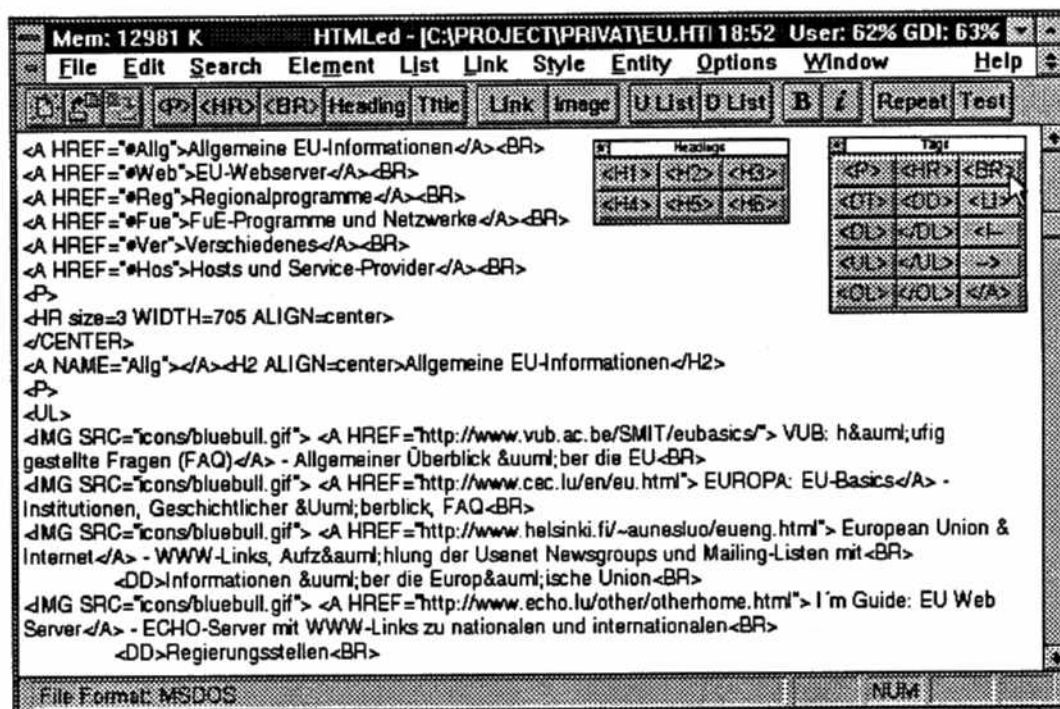 Mem: 12981 K HTMLed - [C:\PROJECT\PRIVAT\EU.HT 18:52 User: 62% GDI: 63%
File Edit Search Element List Link Style Entity Options Window Help
<P> <HR> <BR> Heading Title Link Image U List D List B i Repeat Test
<A HREF="#Allg">Allgemeine EU-Informationen</A><BR>
<A HREF="#Web">EU-Webserver</A><BR>
<A HREF="#Reg">Regionalprogramme</A><BR>
<A HREF="#Fue">FuE-Programme und Netzwerke</A><BR>
<A HREF="#Ver">Verschiedenes</A><BR>
<A HREF="#Hos">Hosts und Service-Provider</A><BR>
<P>
<HR size=3 WIDTH=705 ALIGN=center>
</CENTER>
<A NAME="Allg"></A><H2 ALIGN=center>Allgemeine EU-Informationen</H2>
<P>
<UL>
<IMG SRC="icons/bluebull.gif"> <A HREF="http://www.vub.ac.be/SMIT/eubasics/"> VUB: h&auml;ufig
gestellte Fragen (FAQ)</A> - Allgemeiner Überblick &uuml;ber die EU<BR>
<IMG SRC="icons/bluebull.gif"> <A HREF="http://www.cec.lu/en/eu.html"> EUROPA: EU-Basics</A> -
Institutionen, Geschichtlicher &Uuml;berblick, FAQ<BR>
<IMG SRC="icons/bluebull.gif"> <A HREF="http://www.helsinki.fi/~aunesluo/eueng.html"> European Union &
Internet</A> - WWW-Links, Aufz&auml;hlung der Usenet Newsgroups und Mailing-Listen mit<BR>
<DD>Informationen &uuml;ber die Europ&auml;ische Union<BR>
<IMG SRC="icons/bluebull.gif"> <A HREF="http://www.echo.lu/other/otherhome.html"> I´m Guide: EU Web
Server</A> - ECHO-Server mit WWW-Links zu nationalen und internationalen<BR>
<DD>Regierungsstellen<BR>
Headings
<H1> <H2> <H3>
<H4> <H5> <H6>
Tags
<P> <HR> <BR>
<DT> <DD> <LI>
<DL> </DL> <!--
<UL> </UL> -->
<OL> </OL> </A>
File Format: MSDOS NUM